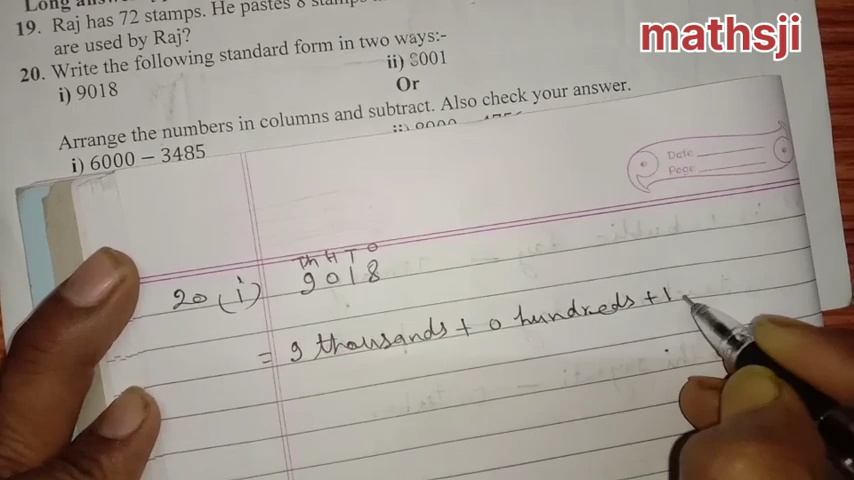 Long
19. Raj has 72 stamps. He pastes 8 stamps
are used by Raj?
20. Write the following standard form in two ways:-
i) 9018 ii) 8001
Or
Arrange the numbers in columns and subtract. Also check your answer.
i) 6000 – 3485
mathsji
Date
Page
Th H T O
20 (i) 9018
= 9 thousands + 0 hundreds + 1